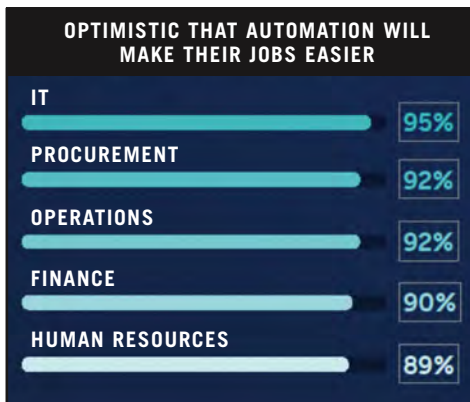 OPTIMISTIC THAT AUTOMATION WILL
MAKE THEIR JOBS EASIER
IT
95%
PROCUREMENT
92%
OPERATIONS
92%
FINANCE
90%
HUMAN RESOURCES
89%